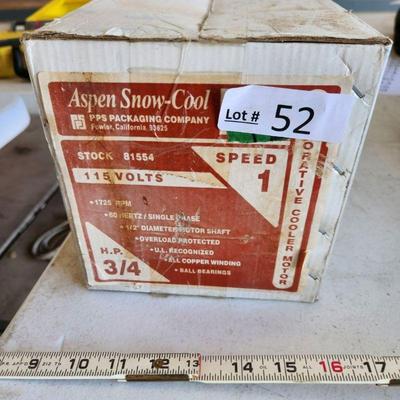 Aspen Snow-Cool
PPS PACKAGING COMPANY
Fowler, California, 93625
Lot # 52
STOCK 81554
SPEED
1
115 VOLTS
•1725 RPM
•60 HERTZ/SINGLE PHASE
•1/2" DIAMETER MOTOR SHAFT
•OVERLOAD PROTECTED
•U.L. RECOGNIZED
•ALL COPPER WINDING
•BALL BEARINGS
H.P.
3/4
ORATIVE COOLER MOTOR
9 10 11 12 13 14 15 16 17